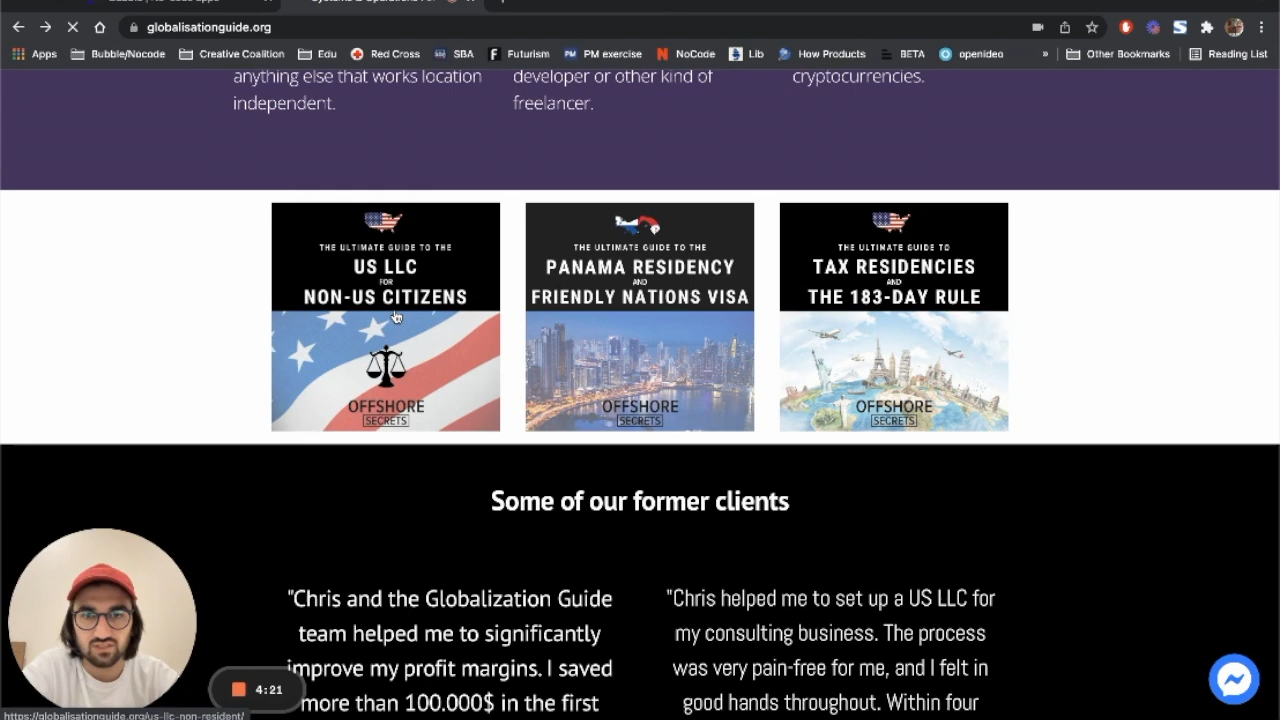 globalisationguide.org
Apps
Bubble/Nocode
Creative Coalition
Edu
Red Cross
SBA
Futurism
PM exercise
NoCode
Lib
How Products
BETA
openideo
»
Other Bookmarks
Reading List
anything else that works location
independent.
developer or other kind of
freelancer.
cryptocurrencies.
THE ULTIMATE GUIDE TO THE
US LLC
FOR
NON-US CITIZENS
OFFSHORE
SECRETS
THE ULTIMATE GUIDE TO THE
PANAMA RESIDENCY
AND
FRIENDLY NATIONS VISA
OFFSHORE
SECRETS
THE ULTIMATE GUIDE TO
TAX RESIDENCIES
AND
THE 183-DAY RULE
OFFSHORE
SECRETS
Some of our former clients
"Chris and the Globalization Guide
team helped me to significantly
improve my profit margins. I saved
more than 100.000$ in the first
"Chris helped me to set up a US LLC for
my consulting business. The process
was very pain-free for me, and I felt in
good hands throughout. Within four
4:21
https://globalisationguide.org/us-llc-non-resident/